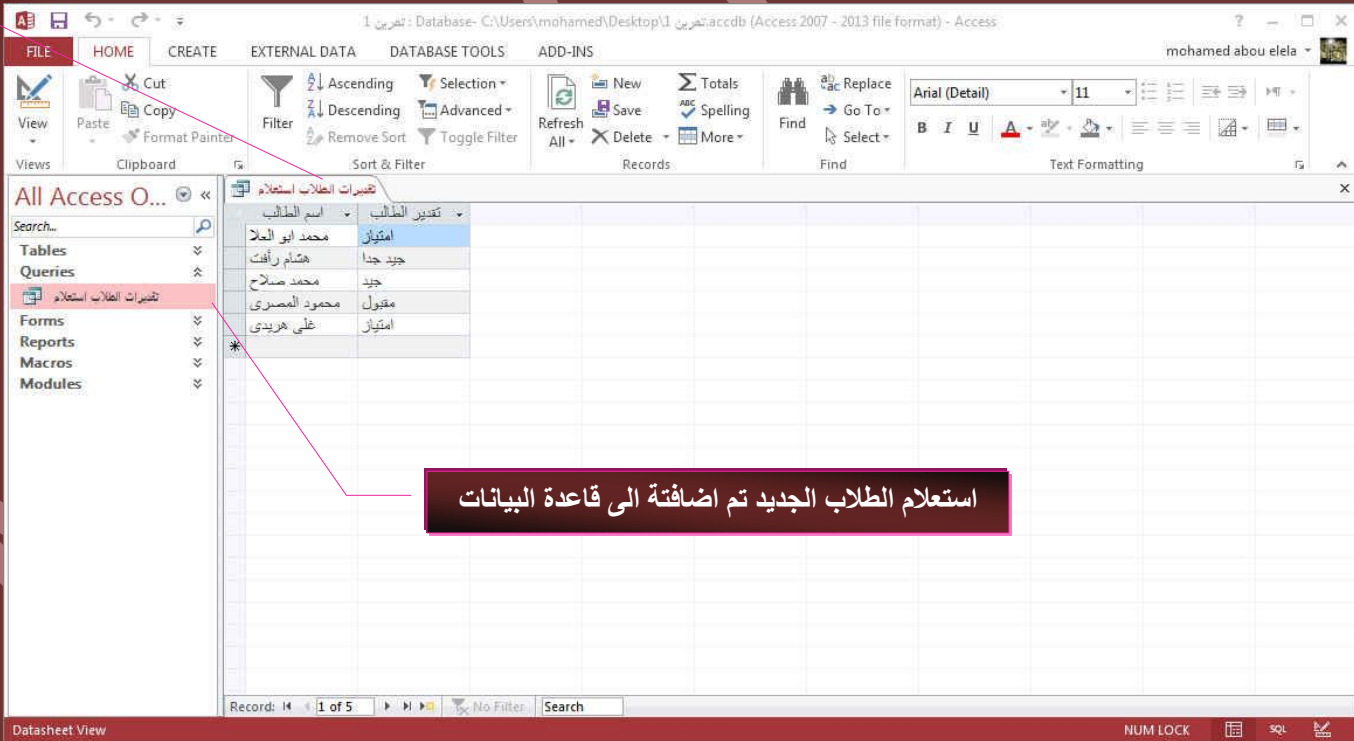 تمرين 1 : Database- C:\Users\mohamed\Desktop\تمرين 1.accdb (Access 2007 - 2013 file format) - Access
FILE HOME CREATE EXTERNAL DATA DATABASE TOOLS ADD-INS mohamed abou elela
Cut Ascending Selection New Totals Replace Arial (Detail) 11
Copy Descending Advanced Save Spelling Go To
View Paste Format Painter Filter Remove Sort Toggle Filter Refresh All Delete More Find Select B I U
Views Clipboard Sort & Filter Records Find Text Formatting
All Access O... تقديرات الطلاب استعلام
Search...
اسم الطالب تقدير الطالب
محمد ابو العلا امتياز
هشام رأفت جيد جدا
محمد صلاح جيد
محمود المصرى مقبول
على هريدى امتياز
Tables
Queries
تقديرات الطلاب استعلام
Forms
Reports
Macros
Modules
استعلام الطلاب الجديد تم اضافتة الى قاعدة البيانات
Record: 1 of 5 No Filter Search
Datasheet View NUM LOCK SQL